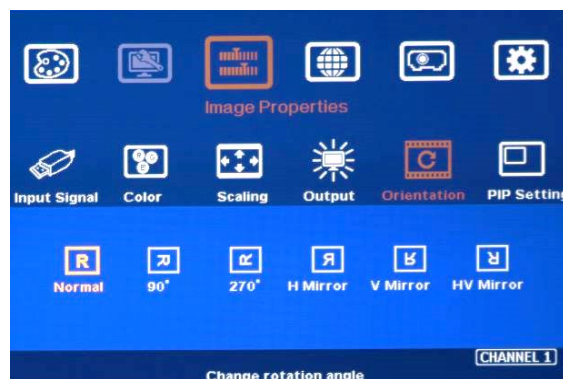 Image Properties
Input Signal Color Scaling Output Orientation PIP Setting
R
Normal 90° 270° H Mirror V Mirror HV Mirror
CHANNEL 1
Change rotation angle